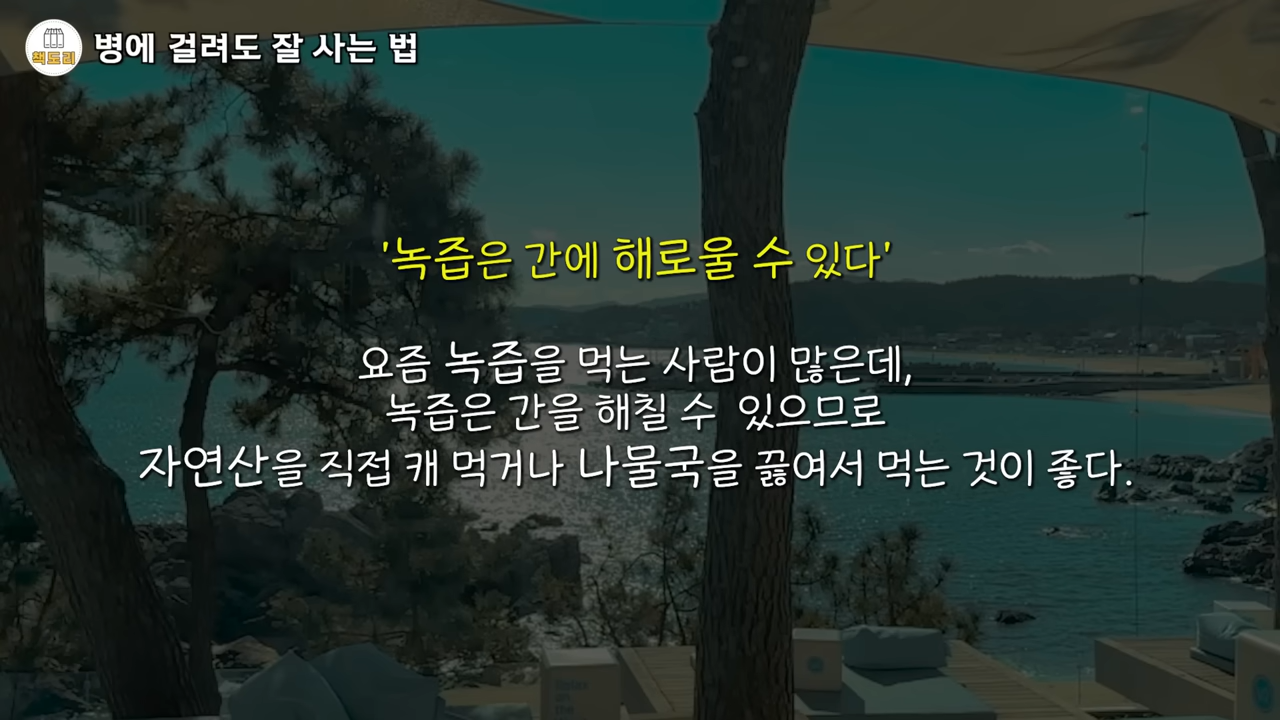 책도리
병에 걸려도 잘 사는 법
'녹즙은 간에 해로울 수 있다'
요즘 녹즙을 먹는 사람이 많은데,
녹즙은 간을 해칠 수 있으므로
자연산을 직접 캐 먹거나 나물국을 끓여서 먹는 것이 좋다.